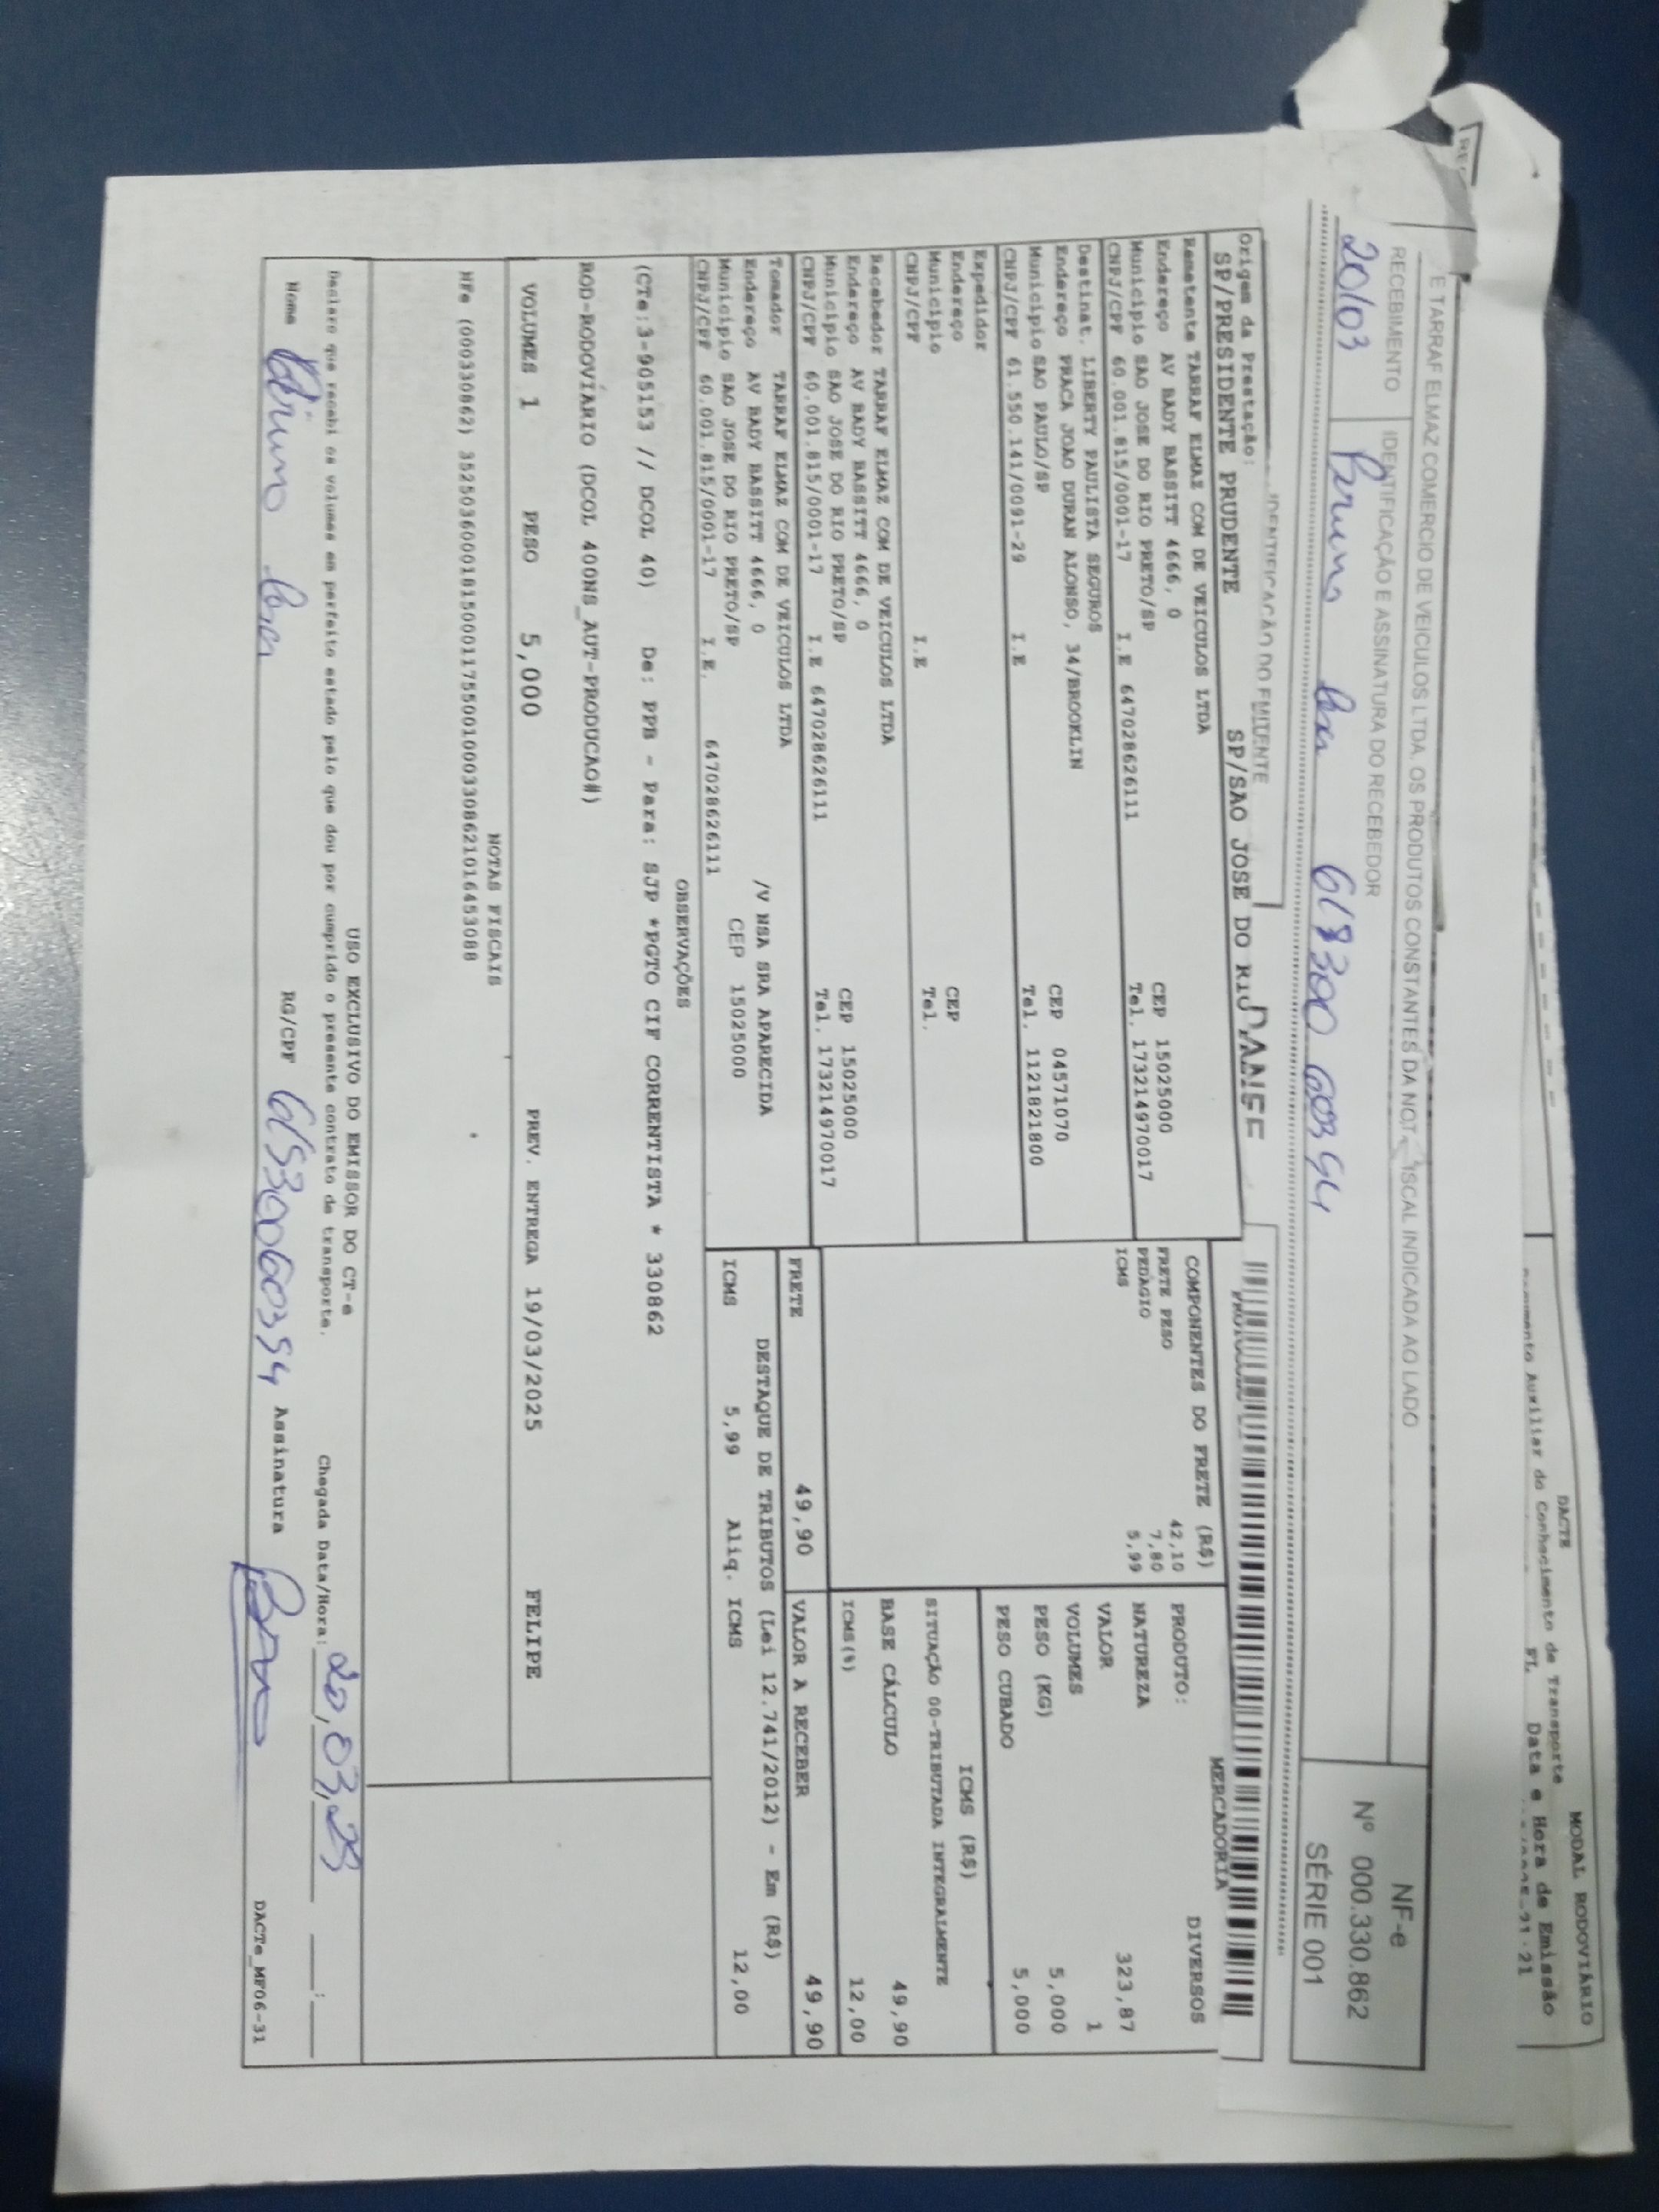 DACTE
MODAL RODOVIÁRIO
Auxiliar do Conhecimento de Transporte
FL Data e Hora de Emissão
E TARRAF ELMAZ COMERCIO DE VEICULOS LTDA. OS PRODUTOS CONSTANTES DA NOT ISCAL INDICADA AO LADO
RECEBIMENTO
IDENTIFICAÇÃO E ASSINATURA DO RECEBEDOR
20/03
Bruno
NF-e
Nº 000.330.862
SÉRIE 001
IDENTIFICAÇÃO DO EMITENTE
DANFE
Origem da Prestação:
SP/PRESIDENTE PRUDENTE
SP/SAO JOSE DO RIO
Remetente TARRAF ELMAZ COM DE VEICULOS LTDA
Endereço AV BADY BASSITT 4666, 0
CEP 15025000
Município SAO JOSE DO RIO PRETO/SP
Tel. 173214970017
CNPJ/CPF 60.001.815/0001-17 I.E 647028626111
Destinat. LIBERTY PAULISTA SEGUROS
Endereço PRACA JOAO DURAN ALONSO, 34/BROOKLIN
CEP 04571070
Município SAO PAULO/SP
Tel. 1121821800
CNPJ/CPF 61.550.141/0091-29 I.E
Expedidor
Endereço
CEP
Município
Tel.
CNPJ/CPF
I.E
Recebedor TARRAF ELMAZ COM DE VEICULOS LTDA
Endereço AV BADY BASSITT 4666, 0
CEP 15025000
Município SAO JOSE DO RIO PRETO/SP
Tel. 173214970017
CNPJ/CPF 60.001.815/0001-17 I.E 647028626111
Tomador TARRAF ELMAZ COM DE VEICULOS LTDA
Endereço AV BADY BASSITT 4666, 0
/V NSA SRA APARECIDA
Município SAO JOSE DO RIO PRETO/SP
CEP 15025000
CNPJ/CPF 60.001.815/0001-17 I.E. 647028626111
COMPONENTES DO FRETE (R$)
FRETE PESO 42,10
PEDÁGIO 7,80
ICMS 5,99
MERCADORIA
PRODUTO: DIVERSOS
NATUREZA
VALOR 323,87
VOLUMES 1
PESO (KG) 5,000
PESO CUBADO 5,000
ICMS (R$)
SITUAÇÃO 00-TRIBUTADA INTEGRALMENTE
BASE CÁLCULO 49,90
ICMS(%) 12,00
FRETE 49,90
VALOR A RECEBER 49,90
DESTAQUE DE TRIBUTOS (Lei 12.741/2012) - Em (R$)
ICMS 5,99 Aliq. ICMS 12,00
OBSERVAÇÕES
(CTe:3-905153 // DCOL 40) De: PPB - Para: SJP *PGTO CIF CORRENTISTA * 330862
ROD-RODOVIÁRIO (DCOL 400NS_AUT-PRODUCAO#)
VOLUMES 1 PESO 5,000 PREV. ENTREGA 19/03/2025 FELIPE
NOTAS FISCAIS
NFe (000330862) 35250360001815000117550010003308621016453088
USO EXCLUSIVO DO EMISSOR DO CT-e
Declaro que recebi os volumes em perfeito estado pelo que dou por cumprido o presente contrato de transporte.
Chegada Data/Hora: 20,03,25
Nome Bruno
RG/CPF
Assinatura Bruno
DACTe_MF06-31